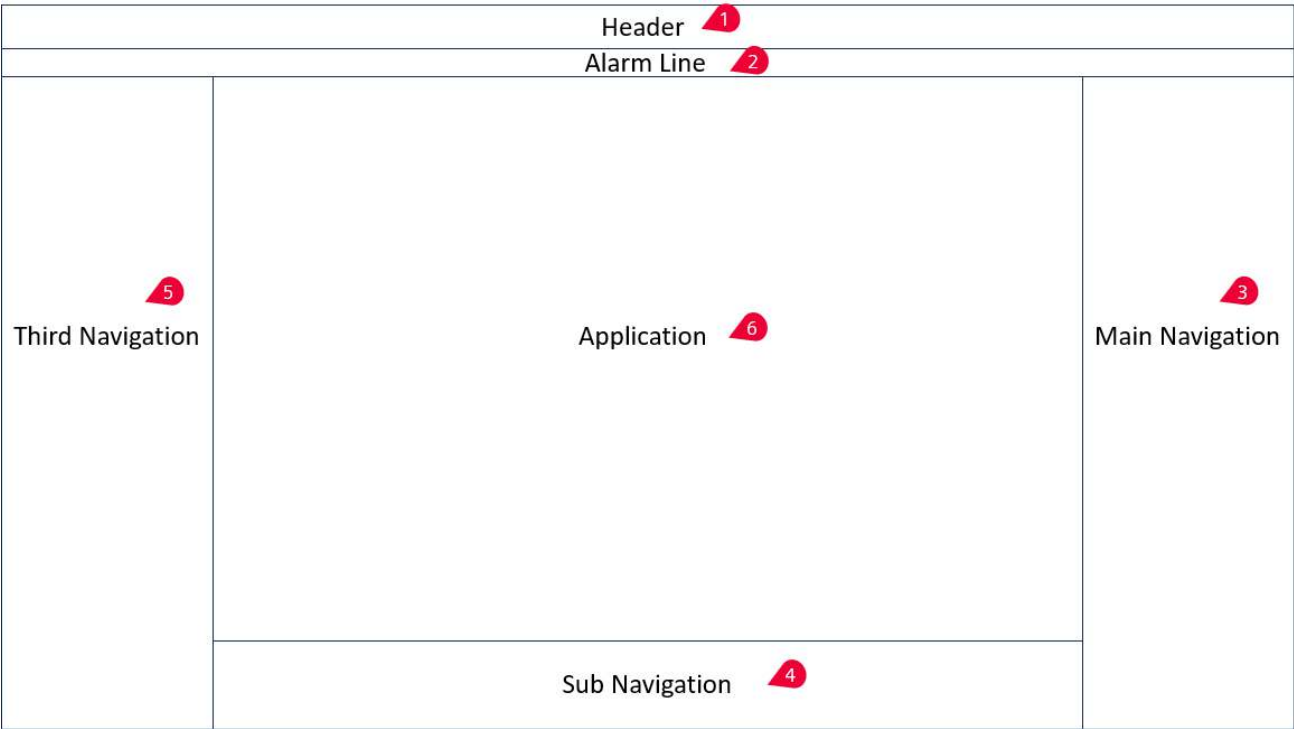 Header 1
Alarm Line 2
5
3
Third Navigation
Application 6
Main Navigation
Sub Navigation 4